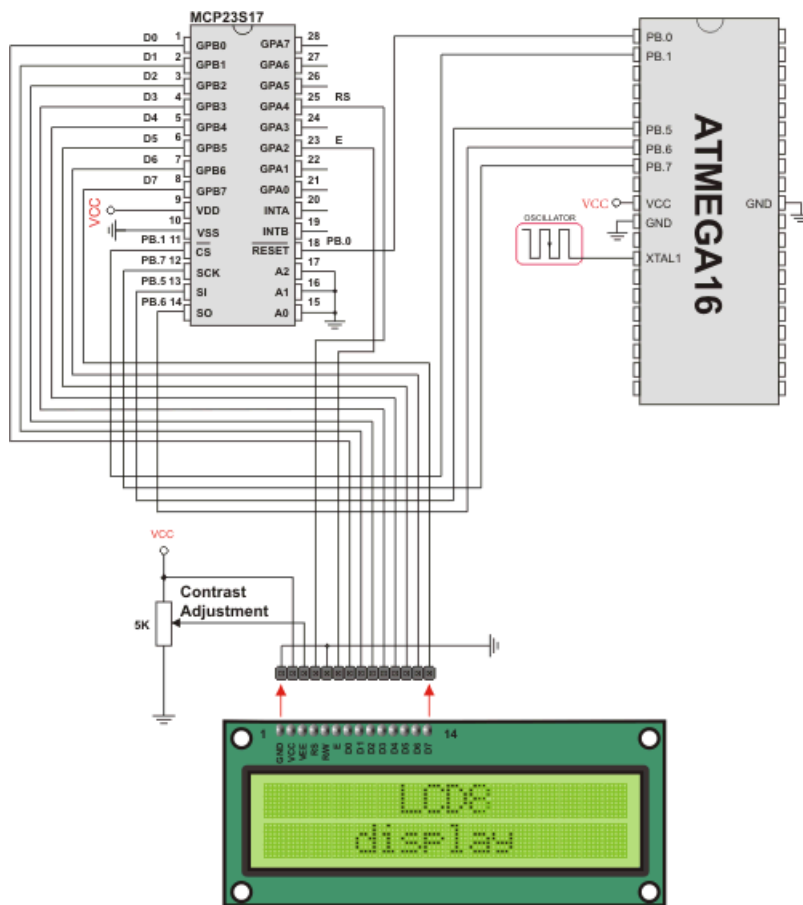 MCP23S17
D0 1 GPB0 GPA7 28
D1 2 GPB1 GPA6 27
D2 3 GPB2 GPA5 26
D3 4 GPB3 GPA4 25 RS
D4 5 GPB4 GPA3 24
D5 6 GPB5 GPA2 23 E
D6 7 GPB6 GPA1 22
D7 8 GPB7 GPA0 21
VCC 9 VDD INTA 20
10 VSS INTB 19
PB.1 11 CS RESET 18 PB.0
PB.7 12 SCK A2 17
PB.5 13 SI A1 16
PB.6 14 SO A0 15
ATMEGA16
PB.0
PB.1
PB.5
PB.6
PB.7
VCC VCC GND
GND
OSCILLATOR
XTAL1
VCC
Contrast
Adjustment
5K
1 14
GND VCC VEE RS RW E D0 D1 D2 D3 D4 D5 D6 D7
LCD8
display